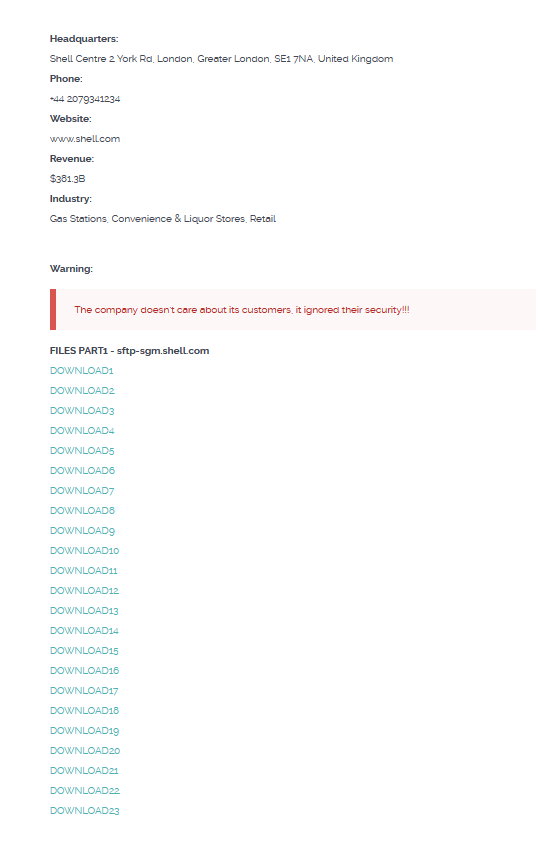 Headquarters:
Shell Centre 2 York Rd, London, Greater London, SE1 7NA, United Kingdom
Phone:
+44 2079341234
Website:
www.shell.com
Revenue:
$381.3B
Industry:
Gas Stations, Convenience & Liquor Stores, Retail
Warning:
The company doesn't care about its customers, it ignored their security!!!
FILES PART1 - sftp-sgm.shell.com
DOWNLOAD1
DOWNLOAD2
DOWNLOAD3
DOWNLOAD4
DOWNLOAD5
DOWNLOAD6
DOWNLOAD7
DOWNLOAD8
DOWNLOAD9
DOWNLOAD10
DOWNLOAD11
DOWNLOAD12
DOWNLOAD13
DOWNLOAD14
DOWNLOAD15
DOWNLOAD16
DOWNLOAD17
DOWNLOAD18
DOWNLOAD19
DOWNLOAD20
DOWNLOAD21
DOWNLOAD22
DOWNLOAD23